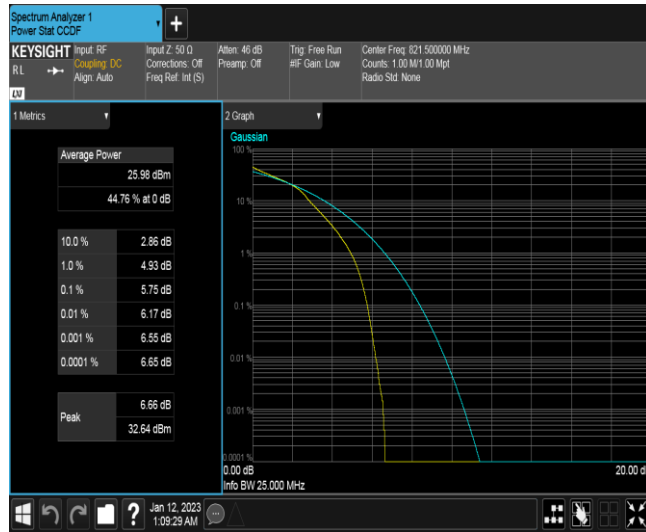 Spectrum Analyzer 1
Power Stat CCDF
+
KEYSIGHT
RL
LXI
Input: RF
Coupling: DC
Align: Auto
Input Z: 50 Ω
Corrections: Off
Freq Ref: Int (S)
Atten: 46 dB
Preamp: Off
Trig: Free Run
#IF Gain: Low
Center Freq: 821.500000 MHz
Counts: 1.00 M/1.00 Mpt
Radio Std: None
1 Metrics
Average Power
25.98 dBm
44.76 % at 0 dB
10.0 % 2.86 dB
1.0 % 4.93 dB
0.1 % 5.75 dB
0.01 % 6.17 dB
0.001 % 6.55 dB
0.0001 % 6.65 dB
Peak
6.66 dB
32.64 dBm
2 Graph
Gaussian
100 %
10 %
1 %
0.1 %
0.01 %
0.001 %
0.0001 %
0.00 dB 20.00 d
Info BW 25.000 MHz
?
Jan 12, 2023
1:09:29 AM